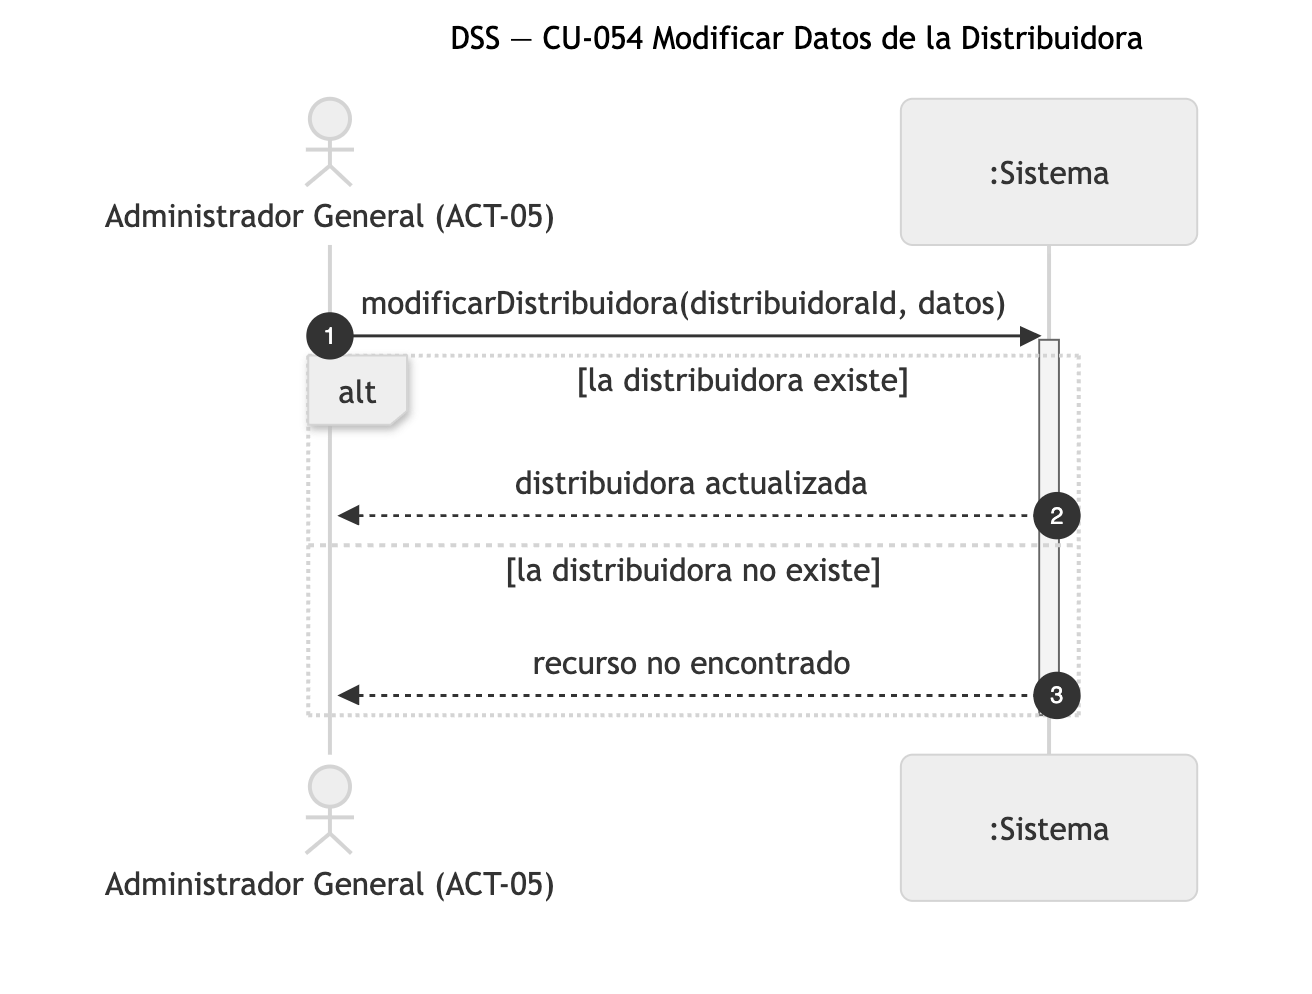 DSS — CU-054 Modificar Datos de la Distribuidora
:Sistema
Administrador General (ACT-05)
modificarDistribuidora(distribuidoraId, datos)
1
alt
[la distribuidora existe]
distribuidora actualizada
2
[la distribuidora no existe]
recurso no encontrado
3
:Sistema
Administrador General (ACT-05)